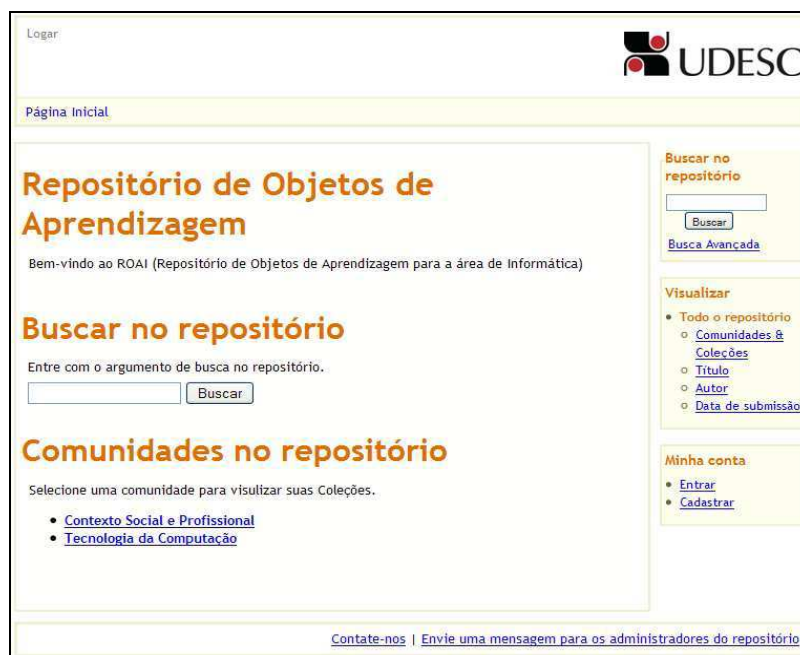 Logar
UDESC
Página Inicial
Repositório de Objetos de
Aprendizagem
Bem-vindo ao ROAI (Repositório de Objetos de Aprendizagem para a área de Informática)
Buscar no repositório
Entre com o argumento de busca no repositório.
Buscar
Comunidades no repositório
Selecione uma comunidade para visulizar suas Coleções.
Contexto Social e Profissional
Tecnologia da Computação
Buscar no
repositório
Buscar
Busca Avançada
Visualizar
Todo o repositório
Comunidades &
Coleções
Título
Autor
Data de submissão
Minha conta
Entrar
Cadastrar
Contate-nos | Envie uma mensagem para os administradores do repositório